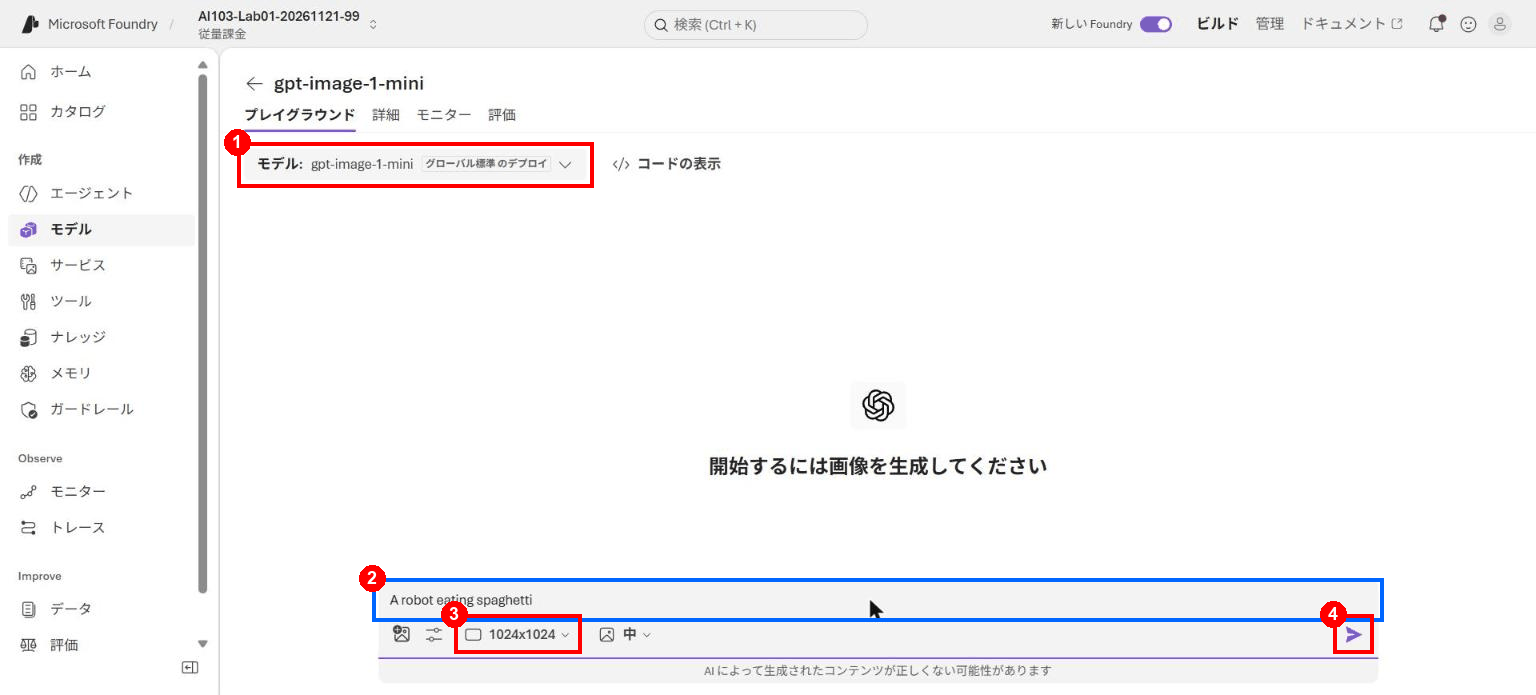 Microsoft Foundry / AI103-Lab01-20261121-99
従量課金
検索 (Ctrl + K)
新しい Foundry ビルド 管理 ドキュメント
ホーム
カタログ
作成
エージェント
モデル
サービス
ツール
ナレッジ
メモリ
ガードレール
Observe
モニター
トレース
Improve
データ
評価
gpt-image-1-mini
プレイグラウンド 詳細 モニター 評価
1
モデル: gpt-image-1-mini グローバル標準 のデプロイ
</> コードの表示
開始するには画像を生成してください
2
A robot eating spaghetti
3
1024x1024
中
4
AI によって生成されたコンテンツが正しくない可能性があります